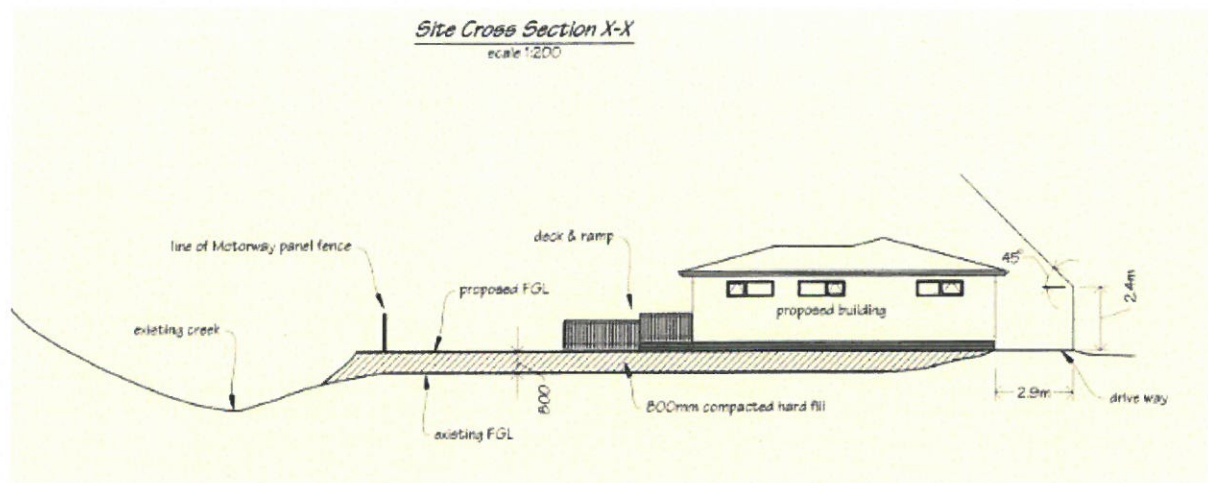 Site Cross Section X-X
scale 1:200
line of Motorway panel fence
deck & ramp
45°
proposed FGL
2.4m
existing creek
proposed building
800
800mm compacted hard fill
2.9m
drive way
existing FGL